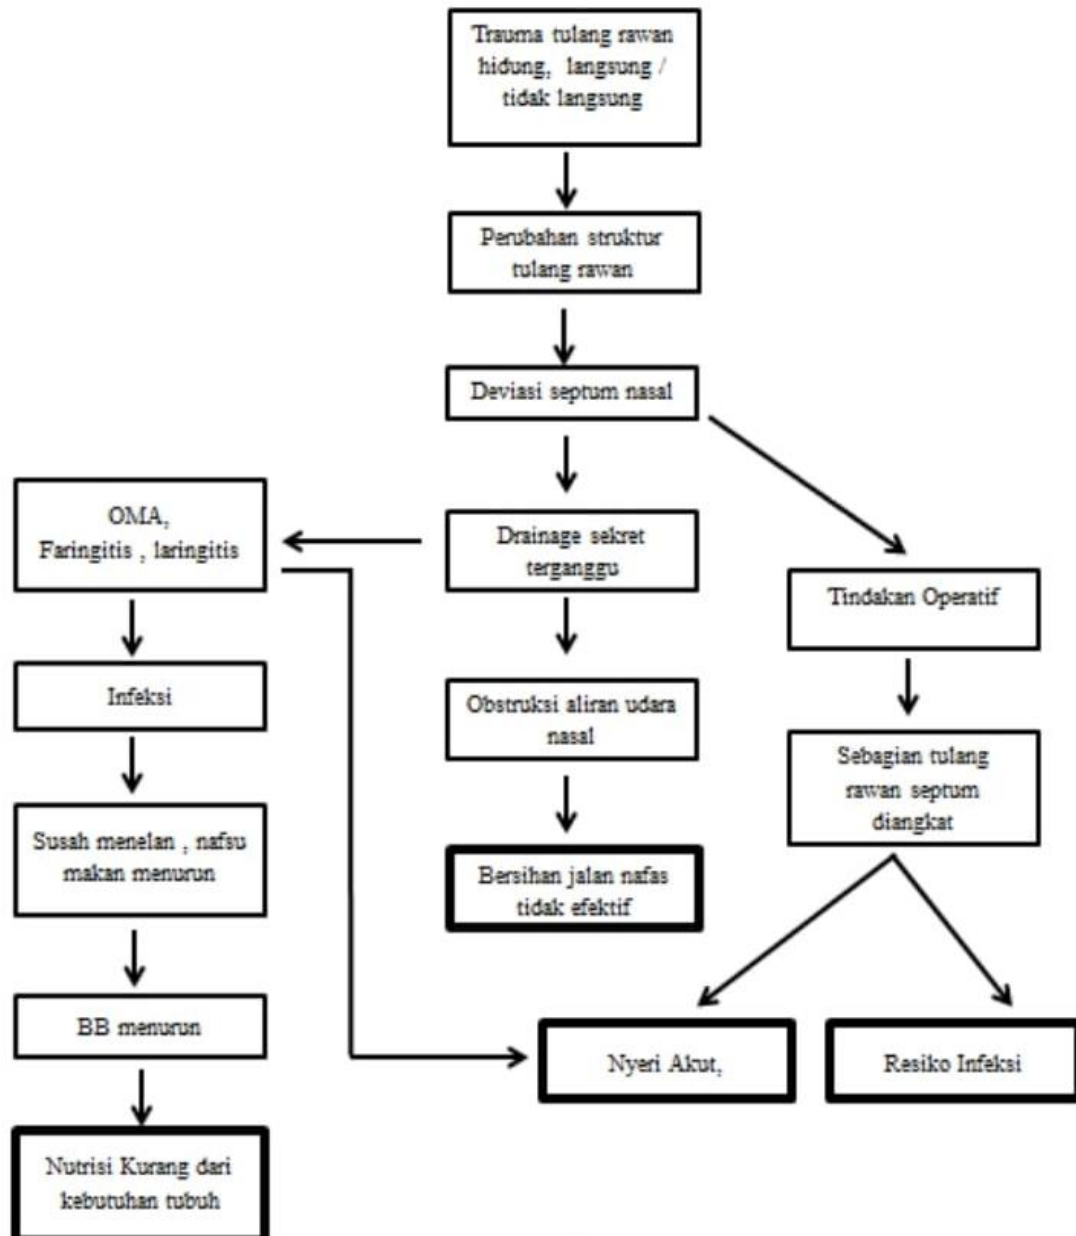 Trauma tulang rawan
hidung, langsung /
tidak langsung
Perubahan struktur
tulang rawan
Deviasi septum nasal
OMA,
Faringitis , laringitis
Drainage sekret
terganggu
Tindakan Operatif
Infeksi
Obstruksi aliran udara
nasal
Sebagian tulang
rawan septum
diangkat
Susah menelan , nafsu
makan menurun
Bersihan jalan nafas
tidak efektif
BB menurun
Nyeri Akut,
Resiko Infeksi
Nutrisi Kurang dari
kebutuhan tubuh